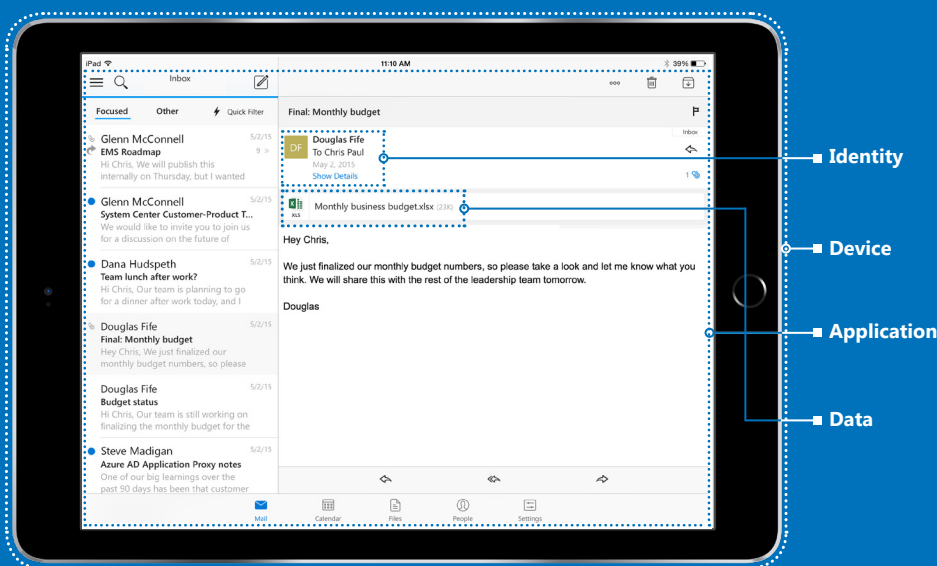 iPad
11:10 AM
39%
Inbox
Focused
Other
Quick Filter
Glenn McConnell
5/2/15
EMS Roadmap
9 »
Hi Chris, We will publish this
internally on Thursday, but I wanted
Glenn McConnell
5/2/15
System Center Customer-Product T...
We would like to invite you to join us
for a discussion on the future of
Dana Hudspeth
5/2/15
Team lunch after work?
Hi Chris, Our team is planning to go
for a dinner after work today, and I
Douglas Fife
5/2/15
Final: Monthly budget
Hey Chris, We just finalized our
monthly budget numbers, so please
Douglas Fife
5/2/15
Budget status
Hi Chris, Our team is still working on
finalizing the monthly budget for the
Steve Madigan
5/2/15
Azure AD Application Proxy notes
One of our big learnings over the
past 90 days has been that customer
Final: Monthly budget
Inbox
DF
Douglas Fife
To Chris Paul
May 2, 2015
Show Details
1
XLS
Monthly business budget.xlsx (23K)
Hey Chris,
We just finalized our monthly budget numbers, so please take a look and let me know what you
think. We will share this with the rest of the leadership team tomorrow.
Douglas
Mail
Calendar
Files
People
Settings
Identity
Device
Application
Data